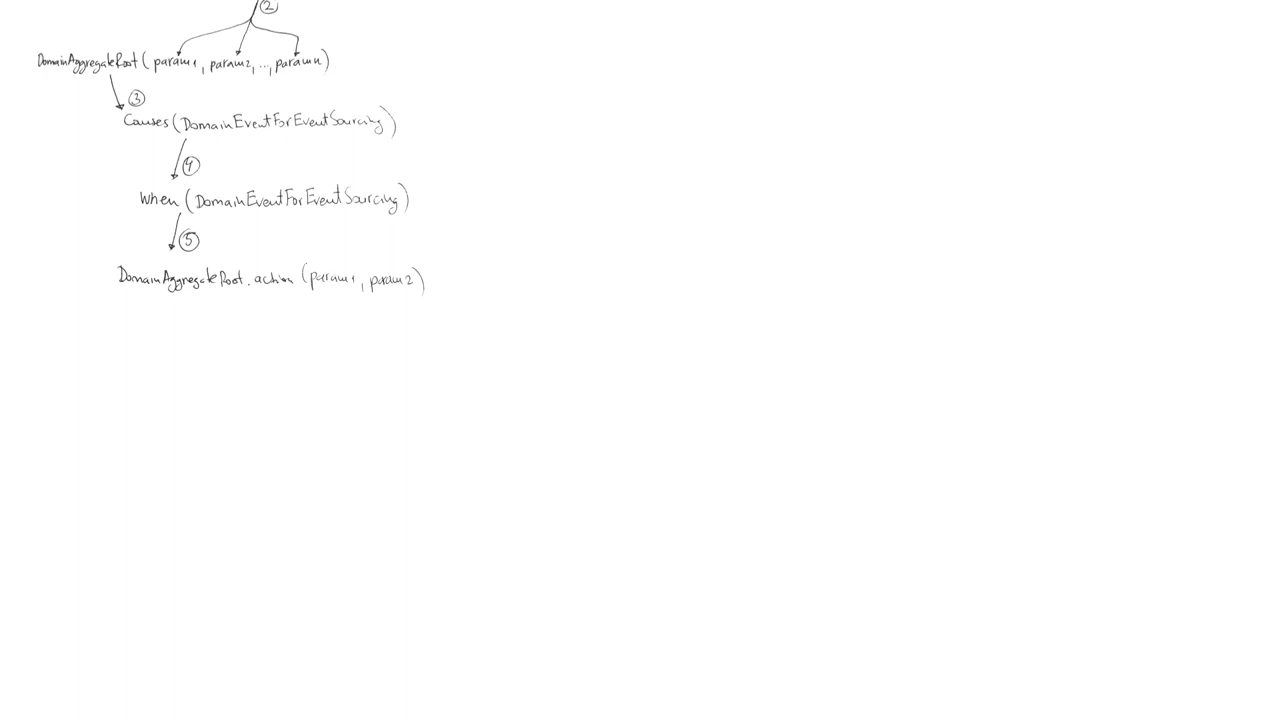 ②
DomainAggregateRoot(param1, param2, ..., paramn)
③
Causes(DomainEventForEventSourcing)
④
When(DomainEventForEventSourcing)
⑤
DomainAggregateRoot.action(param1, param2)